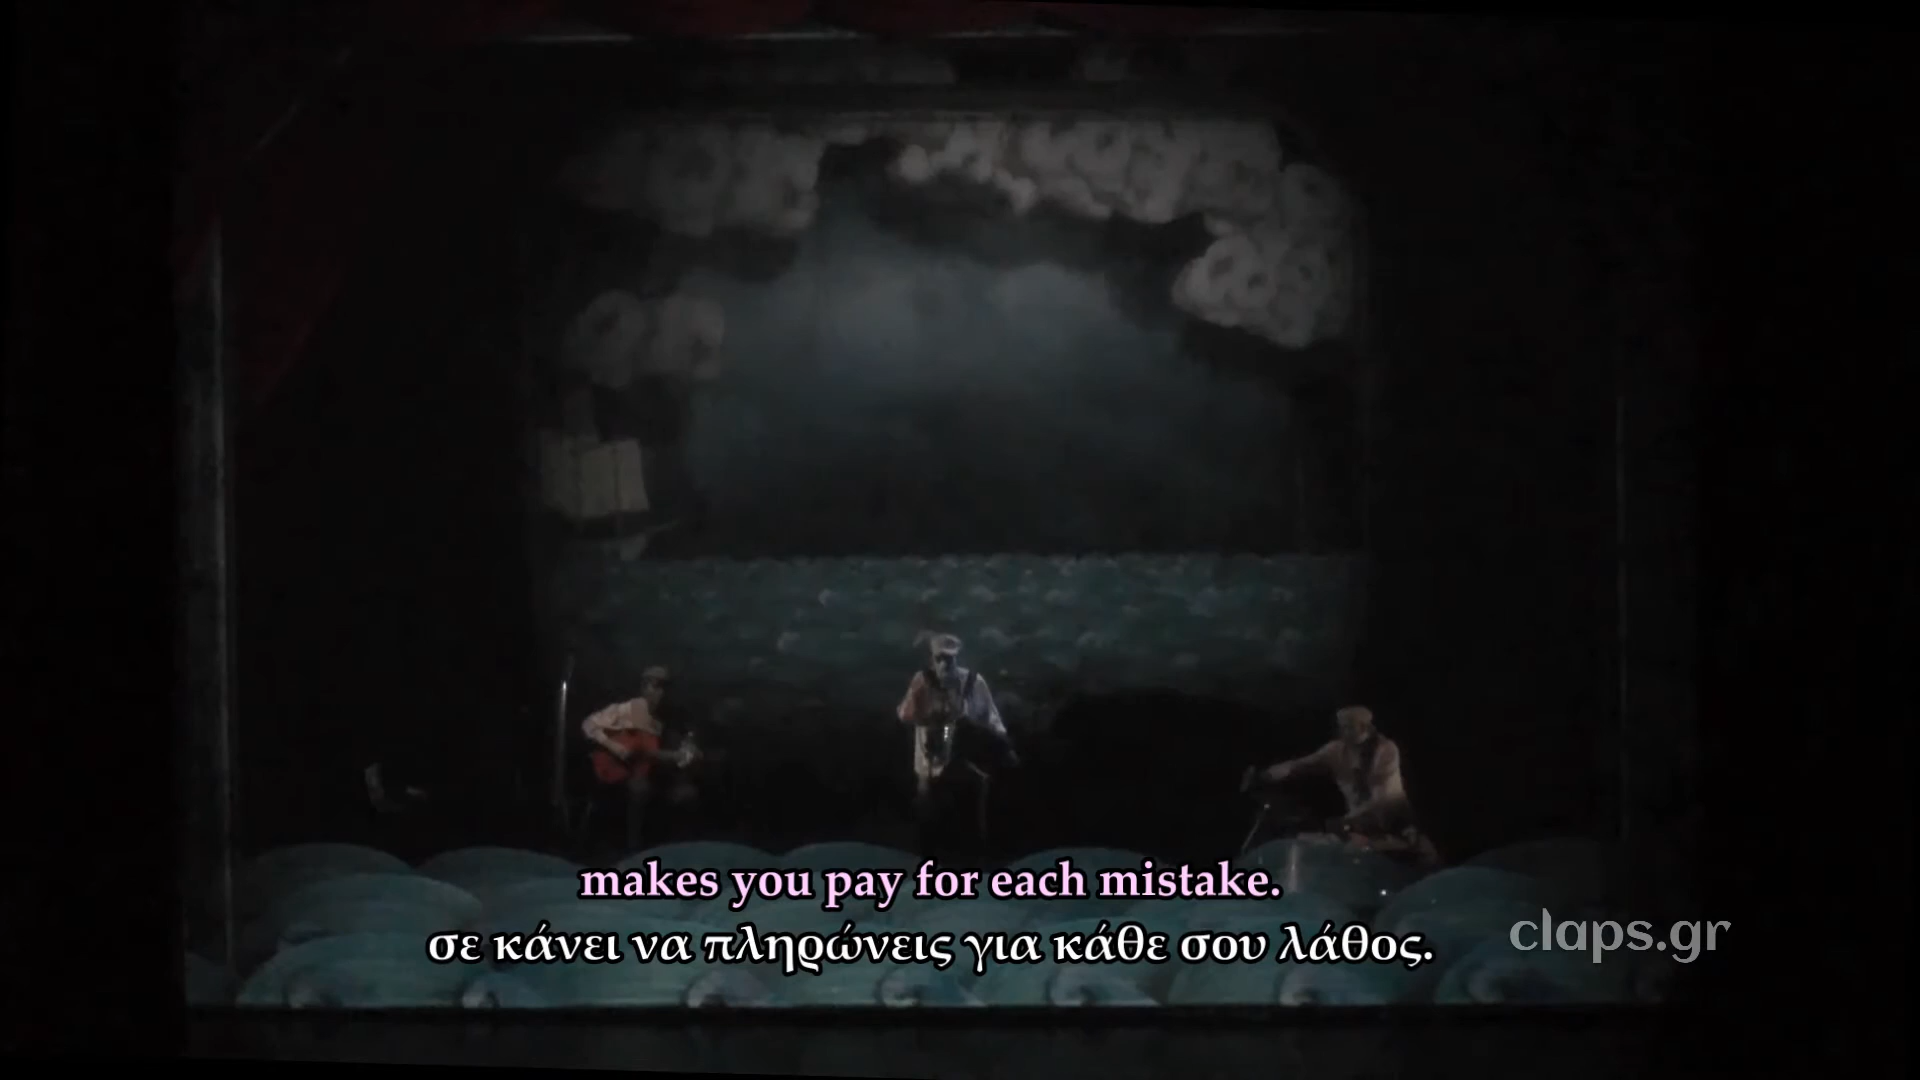 makes you pay for each mistake.
σε κάνει να πληρώνεις για κάθε σου λάθος.
claps.gr